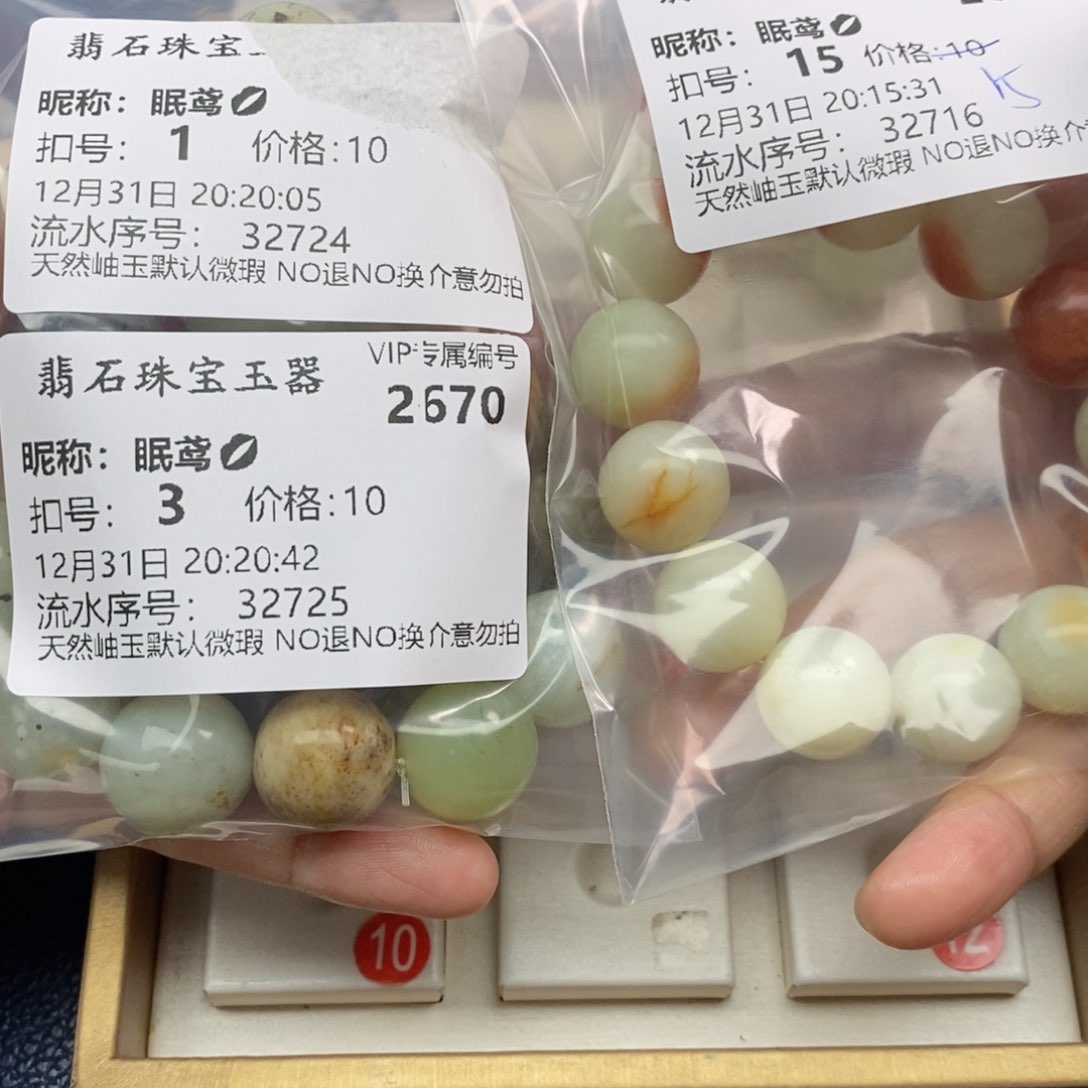 翡石珠宝
昵称：眠鸢
扣号： 1 价格:10
12月31日 20:20:05
流水序号： 32724
天然岫玉默认微瑕 NO退NO换 介意勿拍
翡石珠宝玉器 VIP专属编号
2670
昵称：眠鸢
扣号： 3 价格:10
12月31日 20:20:42
流水序号： 32725
天然岫玉默认微瑕 NO退NO换 介意勿拍
昵称：眠鸢
扣号： 15 价格:10
15
12月31日 20:15:31
流水序号： 32716
天然岫玉默认微瑕 NO退NO换介
10
12